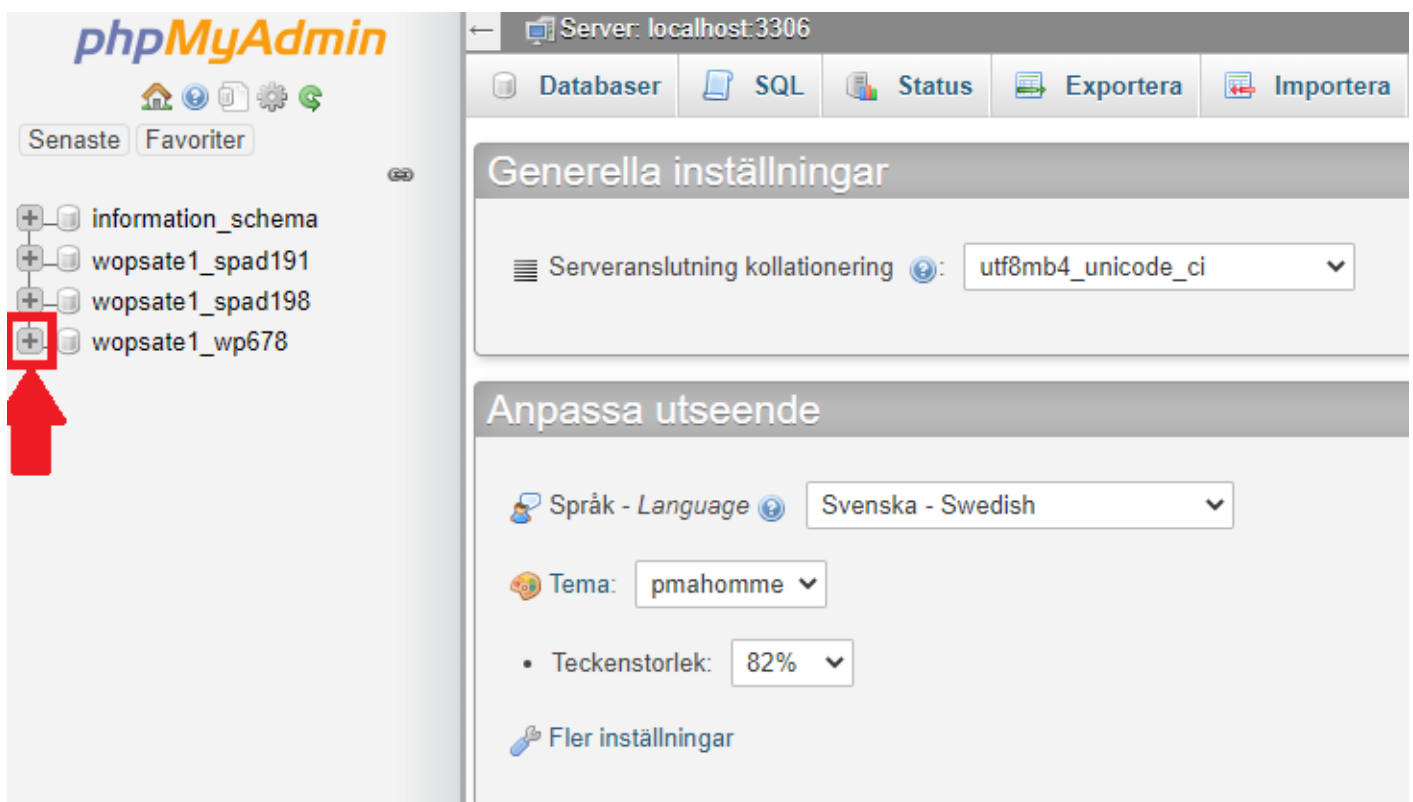 phpMyAdmin
Senaste Favoriter
information_schema
wopsate1_spad191
wopsate1_spad198
wopsate1_wp678
Server: localhost:3306
Databaser SQL Status Exportera Importera
Generella inställningar
Serveranslutning kollationering : utf8mb4_unicode_ci
Anpassa utseende
Språk - Language Svenska - Swedish
Tema: pmahomme
• Teckenstorlek: 82%
Fler inställningar